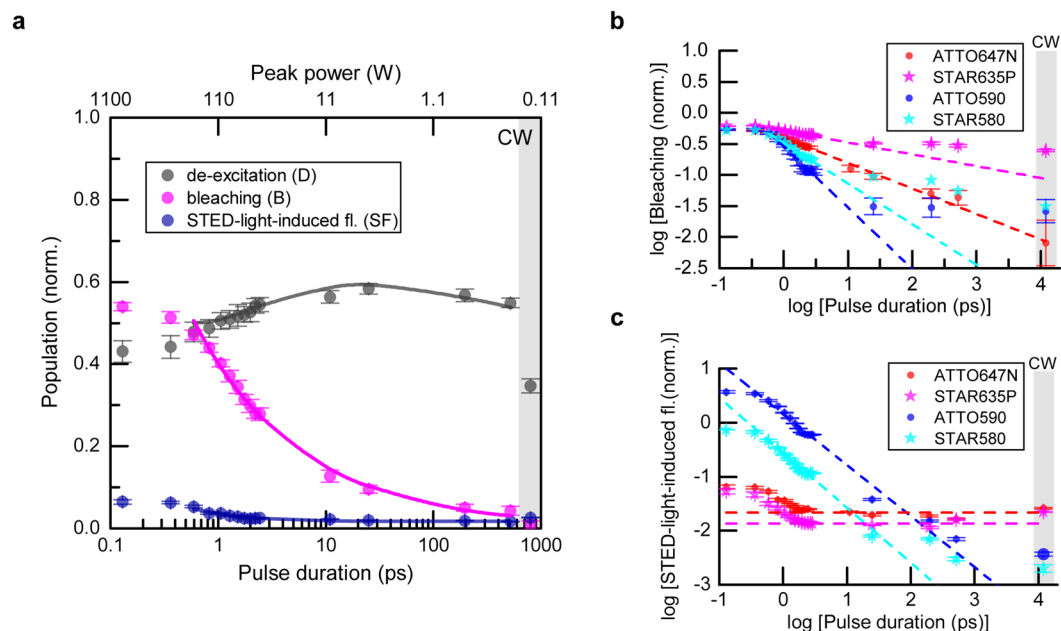 a
Peak power (W)
1100 110 11 1.1 0.11
CW
1.0
0.8
0.6
0.4
0.2
0.0
Population (norm.)
de-excitation (D)
bleaching (B)
STED-light-induced fl. (SF)
0.1 1 10 100 1000
Pulse duration (ps)
b
CW
1.0
0.5
0.0
-0.5
-1.0
-1.5
-2.0
-2.5
log [Bleaching (norm.)]
ATTO647N
STAR635P
ATTO590
STAR580
-1 0 1 2 3 4
log [Pulse duration (ps)]
c
CW
1
0
-1
-2
-3
log [STED-light-induced fl.(norm.)]
ATTO647N
STAR635P
ATTO590
STAR580
-1 0 1 2 3 4
log [Pulse duration (ps)]